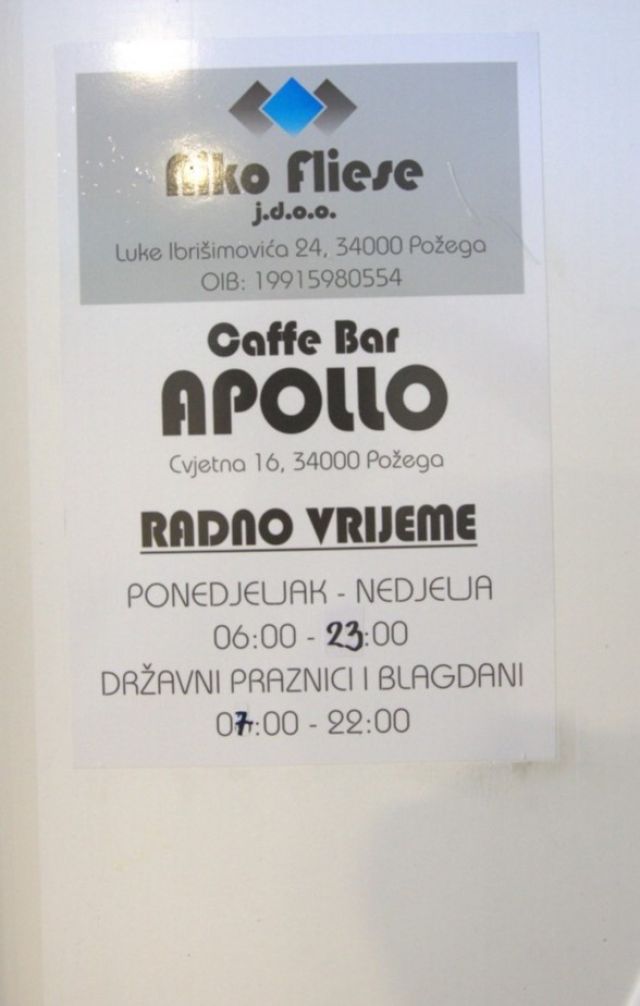 Niko Fliese
j.d.o.o.
Luke Ibrišimovića 24, 34000 Požega
OIB: 19915980554
Caffe Bar
APOLLO
Cvjetna 16, 34000 Požega
RADNO VRIJEME
PONEDJELJAK - NEDJELJA
06:00 - 23:00
DRŽAVNI PRAZNICI I BLAGDANI
07:00 - 22:00